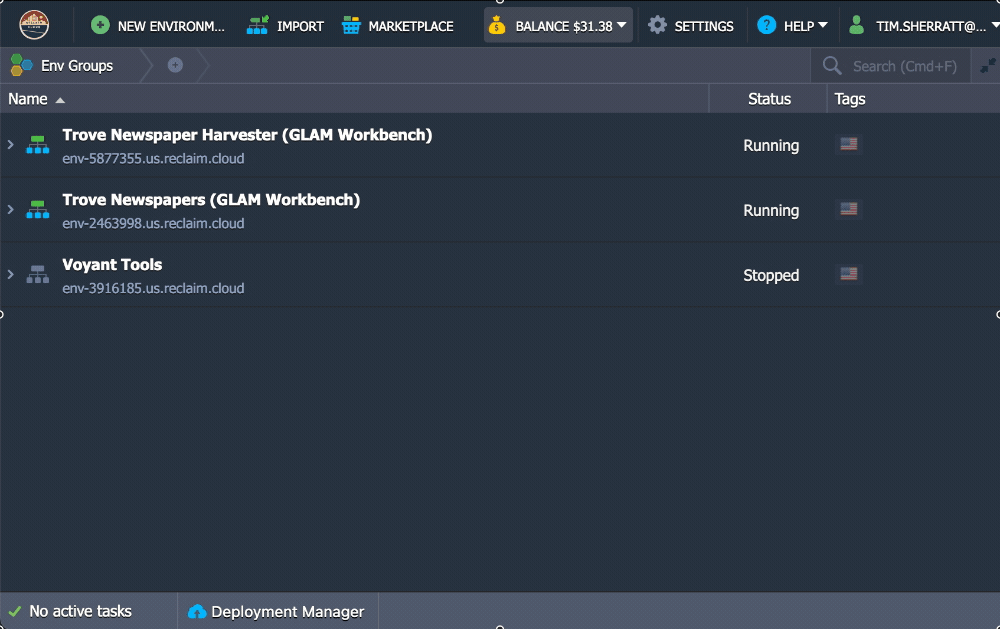 NEW ENVIRONM... IMPORT MARKETPLACE BALANCE $31.38 SETTINGS HELP TIM.SHERRATT@...
Env Groups Search (Cmd+F)
Name Status Tags
Trove Newspaper Harvester (GLAM Workbench)
env-5877355.us.reclaim.cloud
Running
Trove Newspapers (GLAM Workbench)
env-2463998.us.reclaim.cloud
Running
Voyant Tools
env-3916185.us.reclaim.cloud
Stopped
No active tasks Deployment Manager